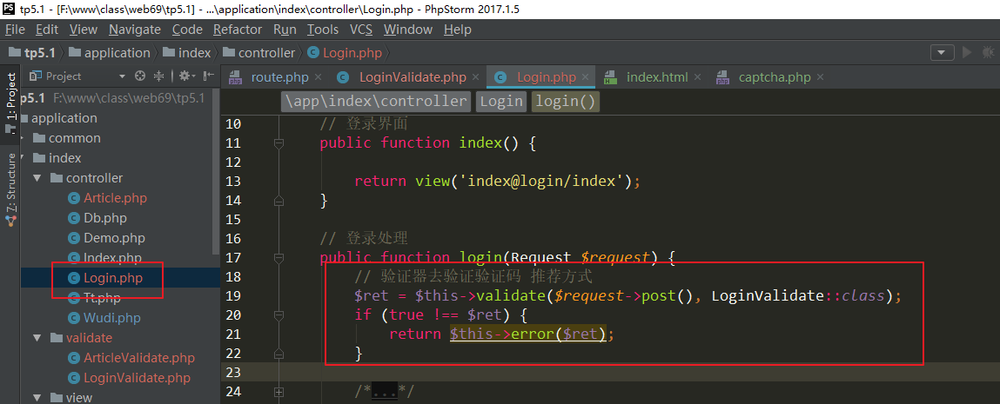 PS tp5.1 - [F:\www\class\web69\tp5.1] - ...\application\index\controller\Login.php - PhpStorm 2017.1.5
File Edit View Navigate Code Refactor Run Tools VCS Window Help
tp5.1 application index controller Login.php
1: Project
7: Structure
Project
p5.1 F:\www\class\web69\tp5.1
application
common
index
controller
Article.php
Db.php
Demo.php
Index.php
Login.php
Tt.php
Wudi.php
validate
ArticleValidate.php
LoginValidate.php
view
route.php LoginValidate.php Login.php index.html captcha.php
\app\index\controller Login login()
10 // 登录界面
11 public function index() {
12
13 return view('index@login/index');
14 }
15
16 // 登录处理
17 public function login(Request $request) {
18 // 验证器去验证验证码 推荐方式
19 $ret = $this->validate($request->post(), LoginValidate::class);
20 if (true !== $ret) {
21 return $this->error($ret);
22 }
23
24 /*...*/